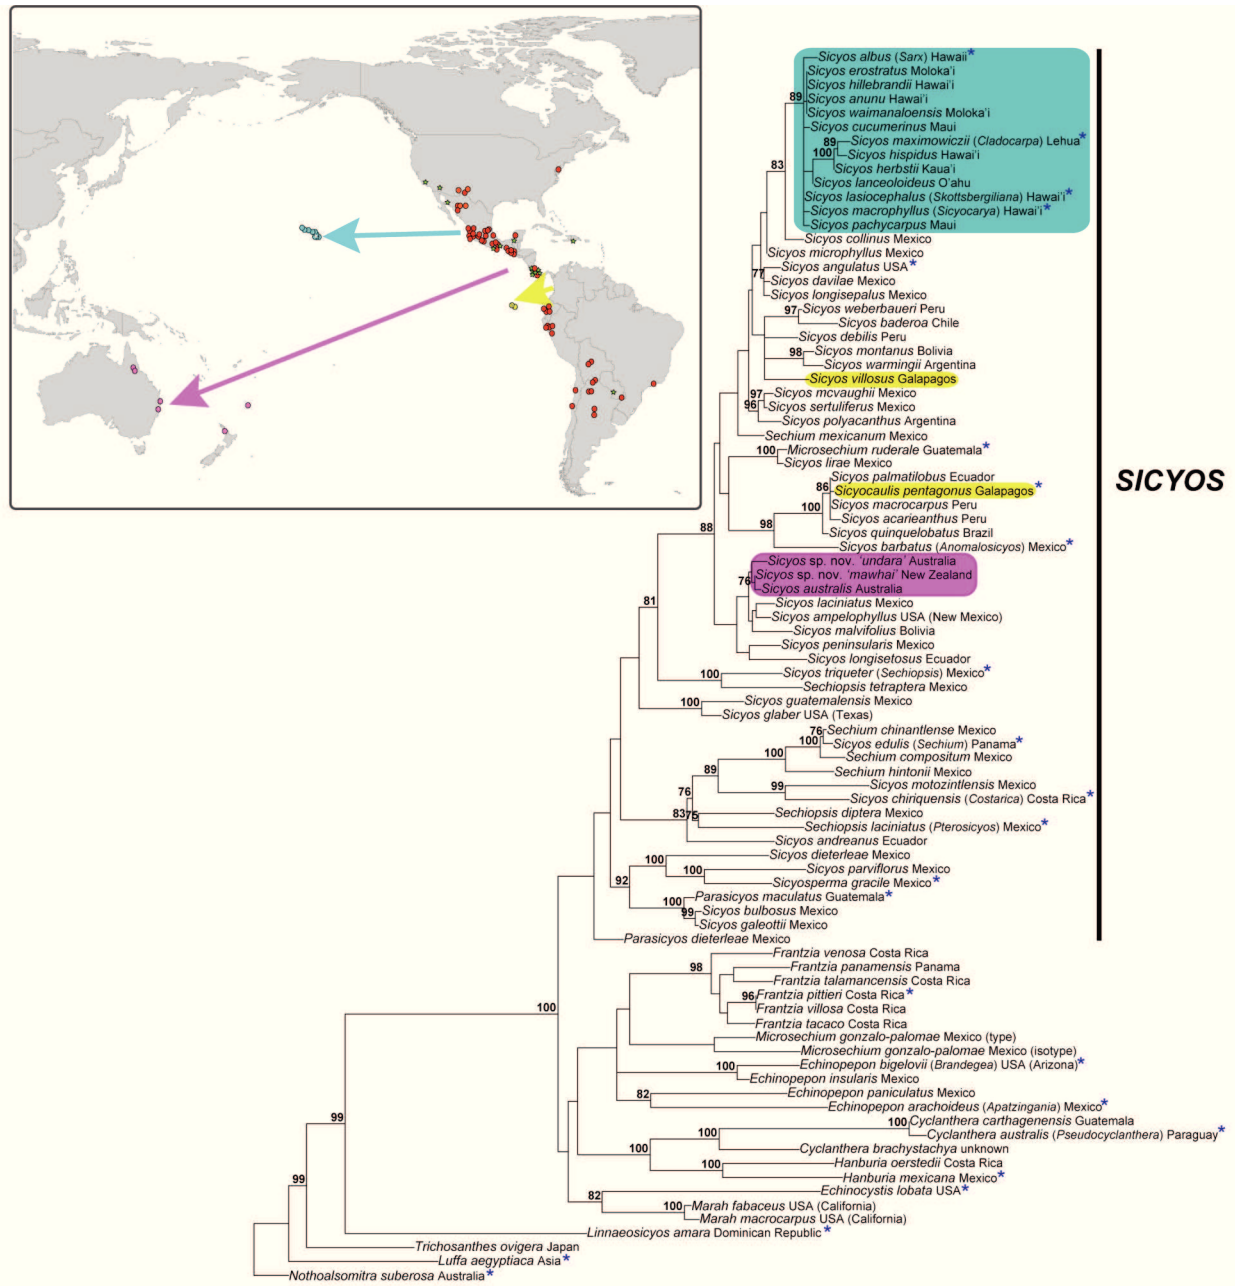 Sicyos albus (Sarx) Hawaii*
Sicyos erostratus Moloka'i
Sicyos hillebrandii Hawai'i
89
Sicyos anunu Hawai'i
Sicyos waimanaloensis Moloka'i
Sicyos cucumerinus Maui
89
Sicyos maximowiczii (Cladocarpa) Lehua*
100
Sicyos hispidus Hawai'i
83
Sicyos herbstii Kaua'i
Sicyos lanceoloideus O'ahu
Sicyos lasiocephalus (Skottsbergiliana) Hawai'i*
Sicyos macrophyllus (Sicyocarya) Hawai'i*
Sicyos pachycarpus Maui
Sicyos collinus Mexico
Sicyos microphyllus Mexico
77
Sicyos angulatus USA*
Sicyos davilae Mexico
Sicyos longisepalus Mexico
97
Sicyos weberbaueri Peru
Sicyos baderoa Chile
Sicyos debilis Peru
98
Sicyos montanus Bolivia
Sicyos warmingii Argentina
Sicyos villosus Galapagos
97
Sicyos mcvaughii Mexico
96
Sicyos sertuliferus Mexico
Sicyos polyacanthus Argentina
Sechium mexicanum Mexico
100
Microsechium ruderale Guatemala*
Sicyos lirae Mexico
Sicyos palmatilobus Ecuador
86
Sicyocaulis pentagonus Galapagos*
SICYOS
100
Sicyos macrocarpus Peru
Sicyos acarieanthus Peru
88
98
Sicyos quinquelobatus Brazil
Sicyos barbatus (Anomalosicyos) Mexico*
Sicyos sp. nov. 'undara' Australia
76
Sicyos sp. nov. 'mawhai' New Zealand
Sicyos australis Australia
81
Sicyos laciniatus Mexico
Sicyos ampelophyllus USA (New Mexico)
Sicyos malvifolius Bolivia
Sicyos peninsularis Mexico
Sicyos longisetosus Ecuador
100
Sicyos triqueter (Sechiopsis) Mexico*
Sechiopsis tetraptera Mexico
100
Sicyos guatemalensis Mexico
Sicyos glaber USA (Texas)
76
Sechium chinantlense Mexico
100
Sicyos edulis (Sechium) Panama*
100
Sechium compositum Mexico
89
Sechium hintonii Mexico
99
Sicyos motozintlensis Mexico
76
Sicyos chiriquensis (Costarica) Costa Rica*
83
75
Sechiopsis diptera Mexico
Sechiopsis laciniatus (Pterosicyos) Mexico*
Sicyos andreanus Ecuador
100
Sicyos dieterleae Mexico
100
Sicyos parviflorus Mexico
92
Sicyosperma gracile Mexico*
100
Parasicyos maculatus Guatemala*
99
Sicyos bulbosus Mexico
Sicyos galeottii Mexico
Parasicyos dieterleae Mexico
Frantzia venosa Costa Rica
98
Frantzia panamensis Panama
Frantzia talamancensis Costa Rica
96
Frantzia pittieri Costa Rica*
100
Frantzia villosa Costa Rica
Frantzia tacaco Costa Rica
Microsechium gonzalo-palomae Mexico (type)
Microsechium gonzalo-palomae Mexico (isotype)
100
Echinopepon bigelovii (Brandegea) USA (Arizona)*
Echinopepon insularis Mexico
82
Echinopepon paniculatus Mexico
Echinopepon arachoideus (Apatzingania) Mexico*
99
100
Cyclanthera carthagenensis Guatemala
100
Cyclanthera australis (Pseudocyclanthera) Paraguay*
100
Cyclanthera brachystachya unknown
100
Hanburia oerstedii Costa Rica
Hanburia mexicana Mexico*
99
82
Echinocystis lobata USA*
100
Marah fabaceus USA (California)
Marah macrocarpus USA (California)
Linnaeosicyos amara Dominican Republic*
Trichosanthes ovigera Japan
Luffa aegyptiaca Asia*
Nothoalsomitra suberosa Australia*